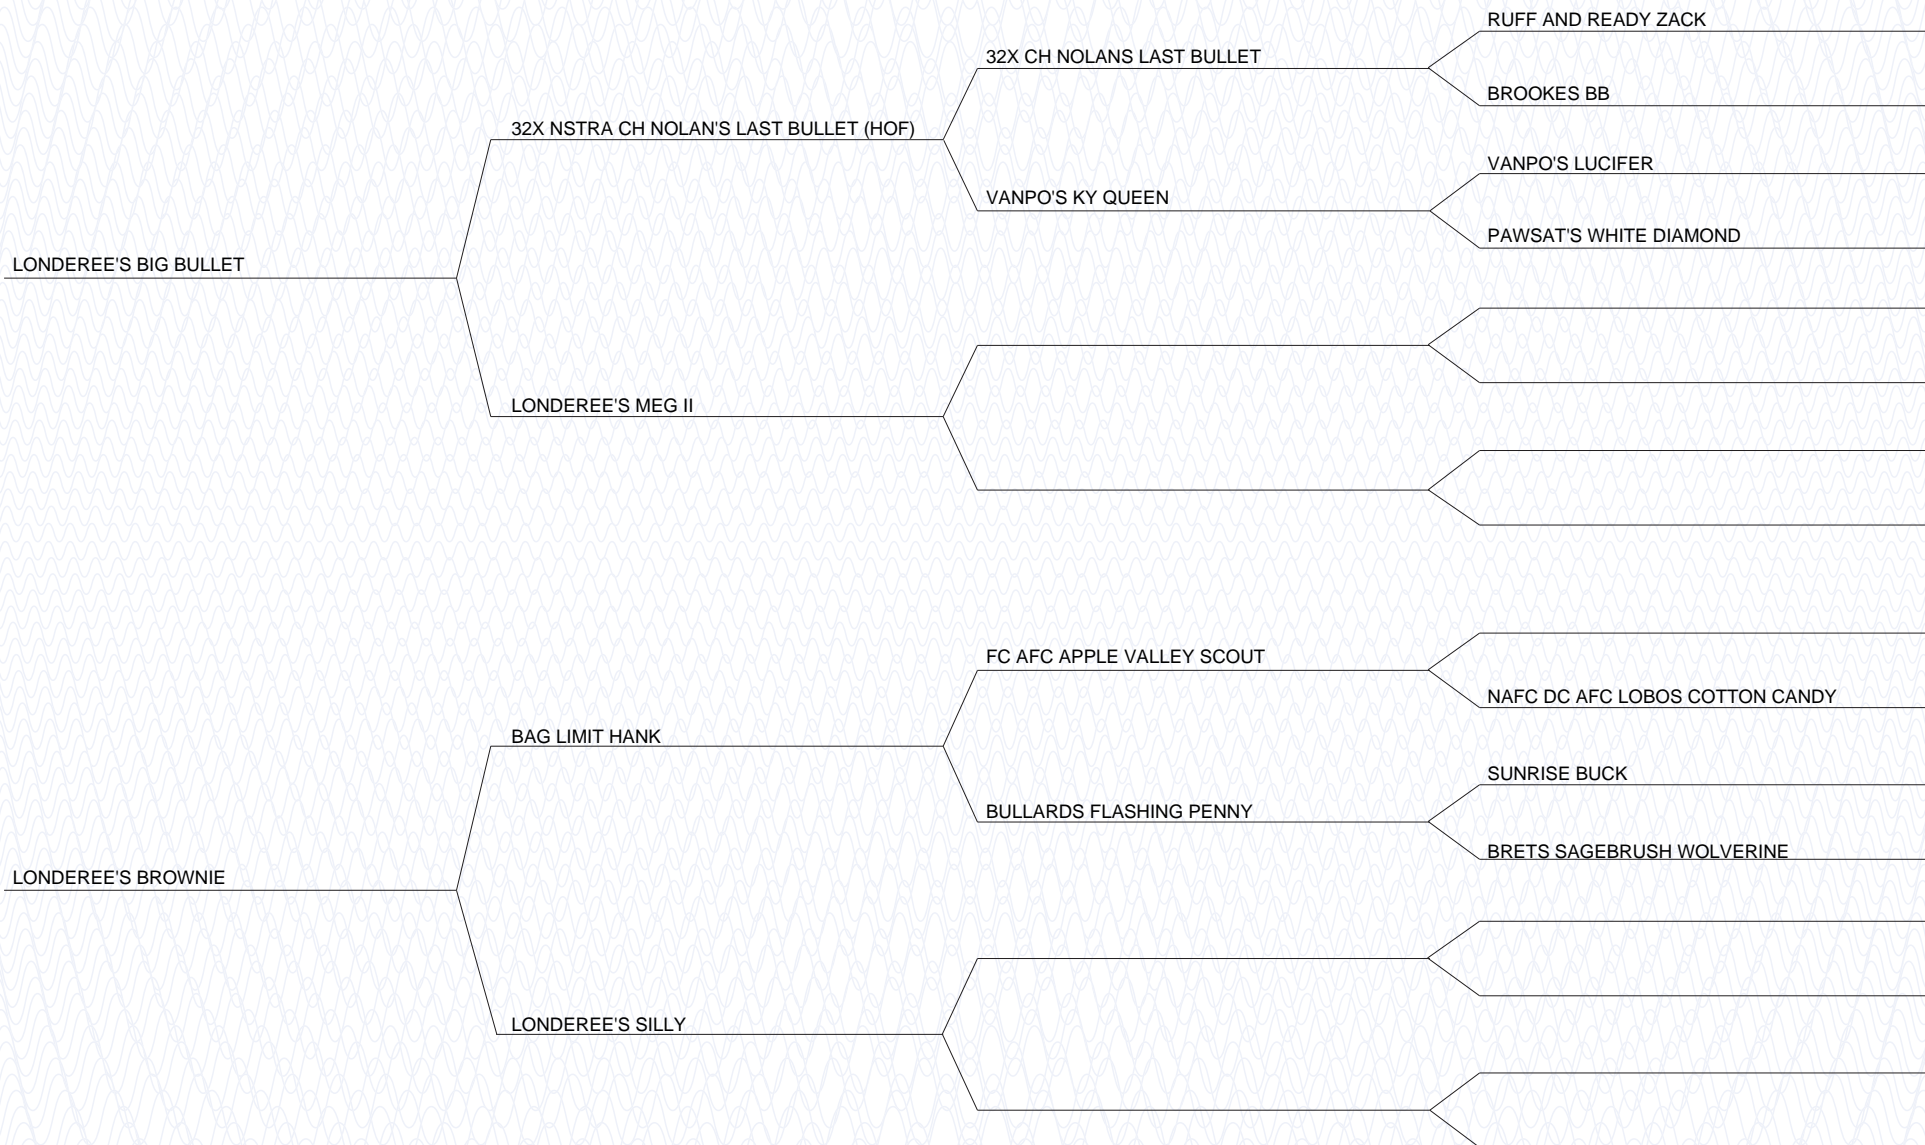 RUFF AND READY ZACK
32X CH NOLANS LAST BULLET
BROOKES BB
32X NSTRA CH NOLAN'S LAST BULLET (HOF)
VANPO'S LUCIFER
VANPO'S KY QUEEN
PAWSAT'S WHITE DIAMOND
LONDEREE'S BIG BULLET
LONDEREE'S MEG II
FC AFC APPLE VALLEY SCOUT
NAFC DC AFC LOBOS COTTON CANDY
BAG LIMIT HANK
SUNRISE BUCK
BULLARDS FLASHING PENNY
BRETS SAGEBRUSH WOLVERINE
LONDEREE'S BROWNIE
LONDEREE'S SILLY